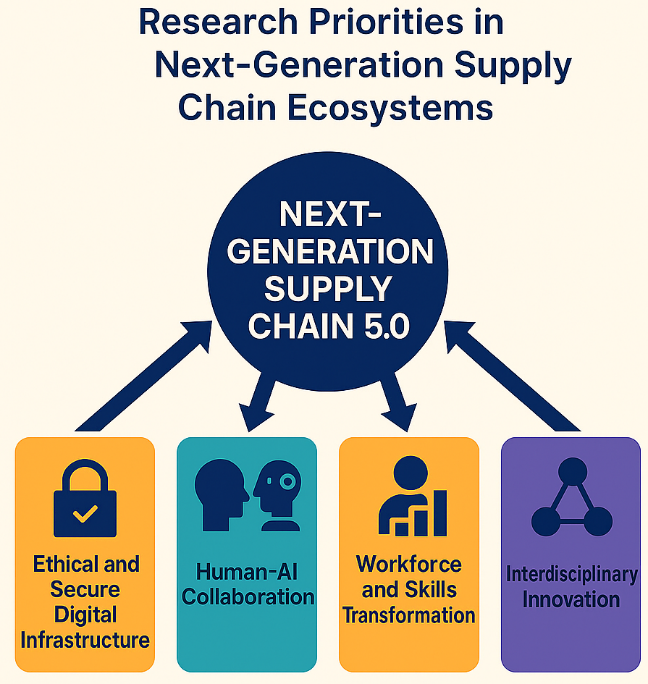 Research Priorities in
Next-Generation Supply
Chain Ecosystems
NEXT-
GENERATION
SUPPLY
CHAIN 5.0
Ethical and
Secure
Digital
Infrastructure
Human-AI
Collaboration
Workforce
and Skills
Transformation
Interdisciplinary
Innovation